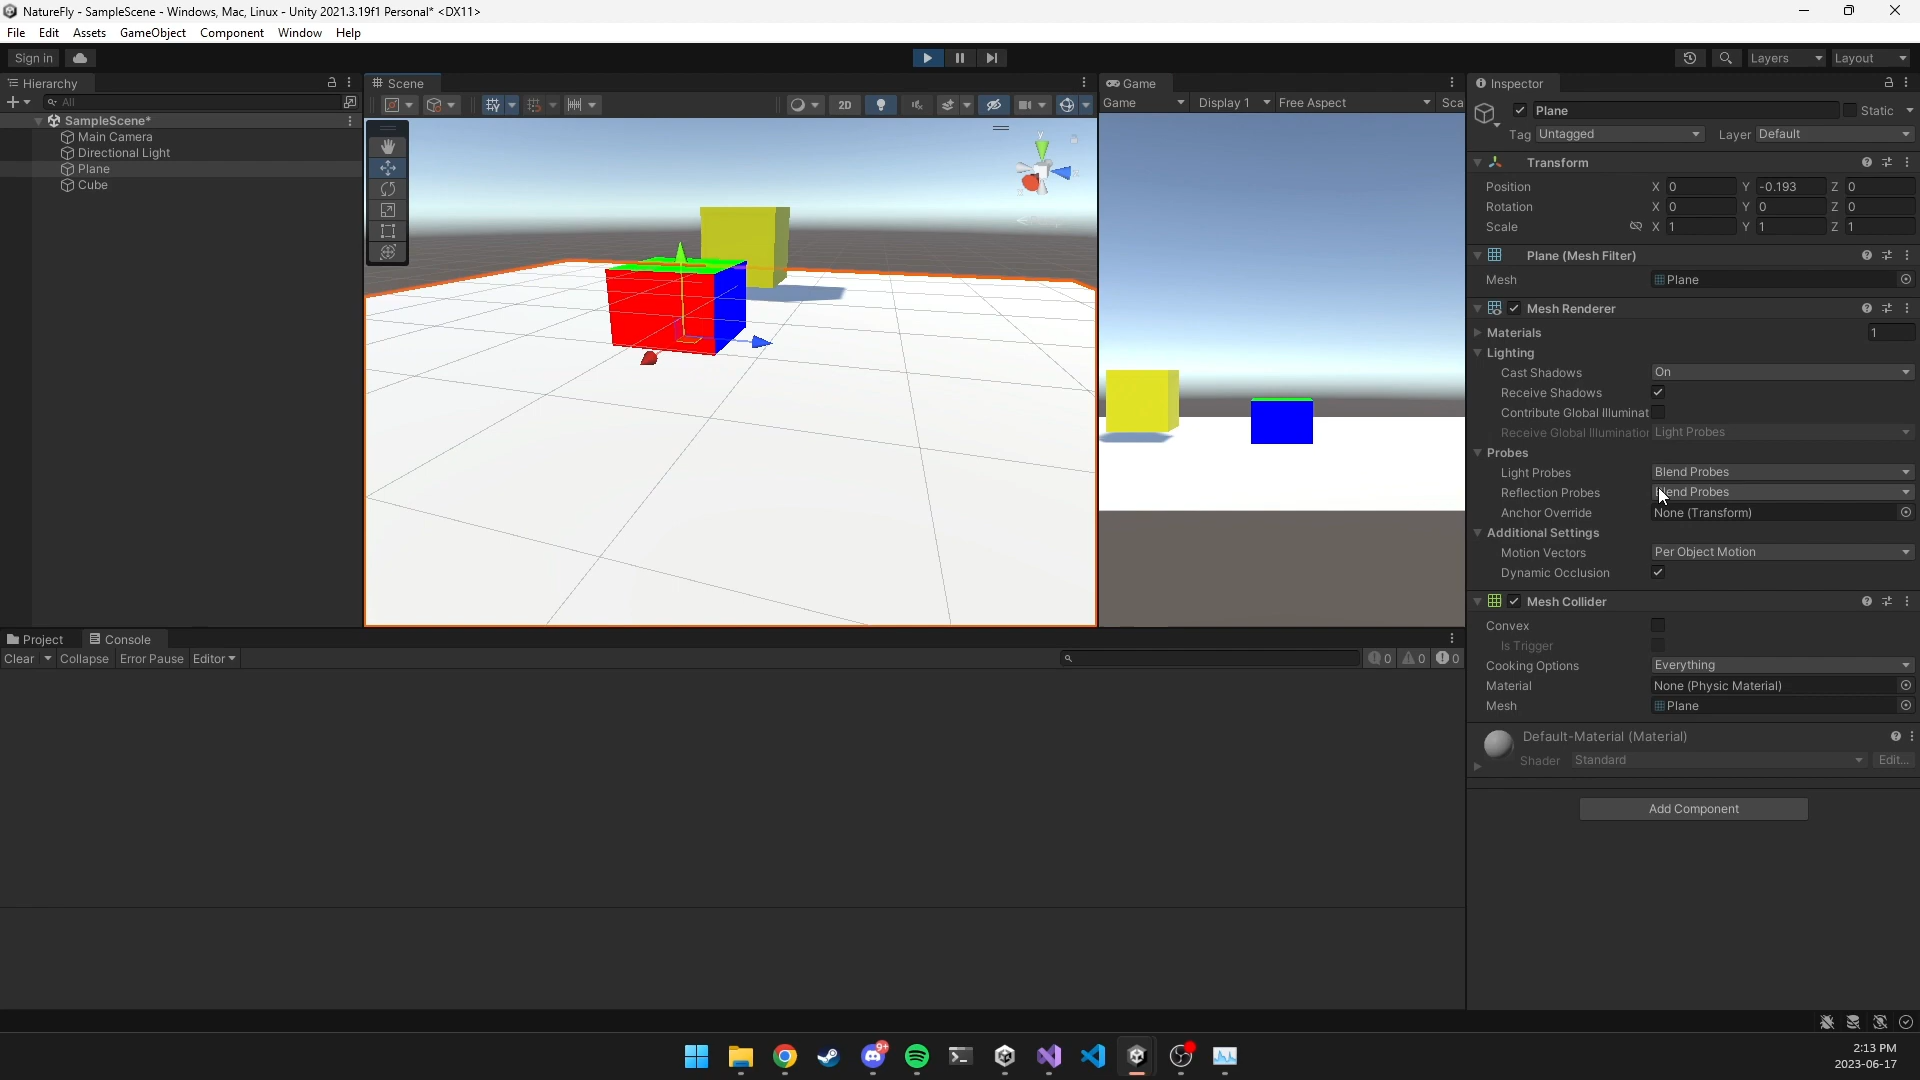 NatureFly - SampleScene - Windows, Mac, Linux - Unity 2021.3.19f1 Personal* <DX11>
File Edit Assets GameObject Component Window Help
Sign in Layers Layout
Hierarchy
All
SampleScene*
Main Camera
Directional Light
Plane
Cube
Scene
2D
y
Game
Game Display 1 Free Aspect Sca
Inspector
Plane Static
Tag Untagged Layer Default
Transform
Position X 0 Y -0.193 Z 0
Rotation X 0 Y 0 Z 0
Scale X 1 Y 1 Z 1
Plane (Mesh Filter)
Mesh Plane
Mesh Renderer
Materials 1
Lighting
Cast Shadows On
Receive Shadows
Contribute Global Illuminat
Receive Global Illumination Light Probes
Probes
Light Probes Blend Probes
Reflection Probes Blend Probes
Anchor Override None (Transform)
Additional Settings
Motion Vectors Per Object Motion
Dynamic Occlusion
Mesh Collider
Convex
Is Trigger
Cooking Options Everything
Material None (Physic Material)
Mesh Plane
Default-Material (Material)
Shader Standard Edit...
Add Component
Project Console
Clear Collapse Error Pause Editor 0 0 0
9+
2:13 PM
2023-06-17